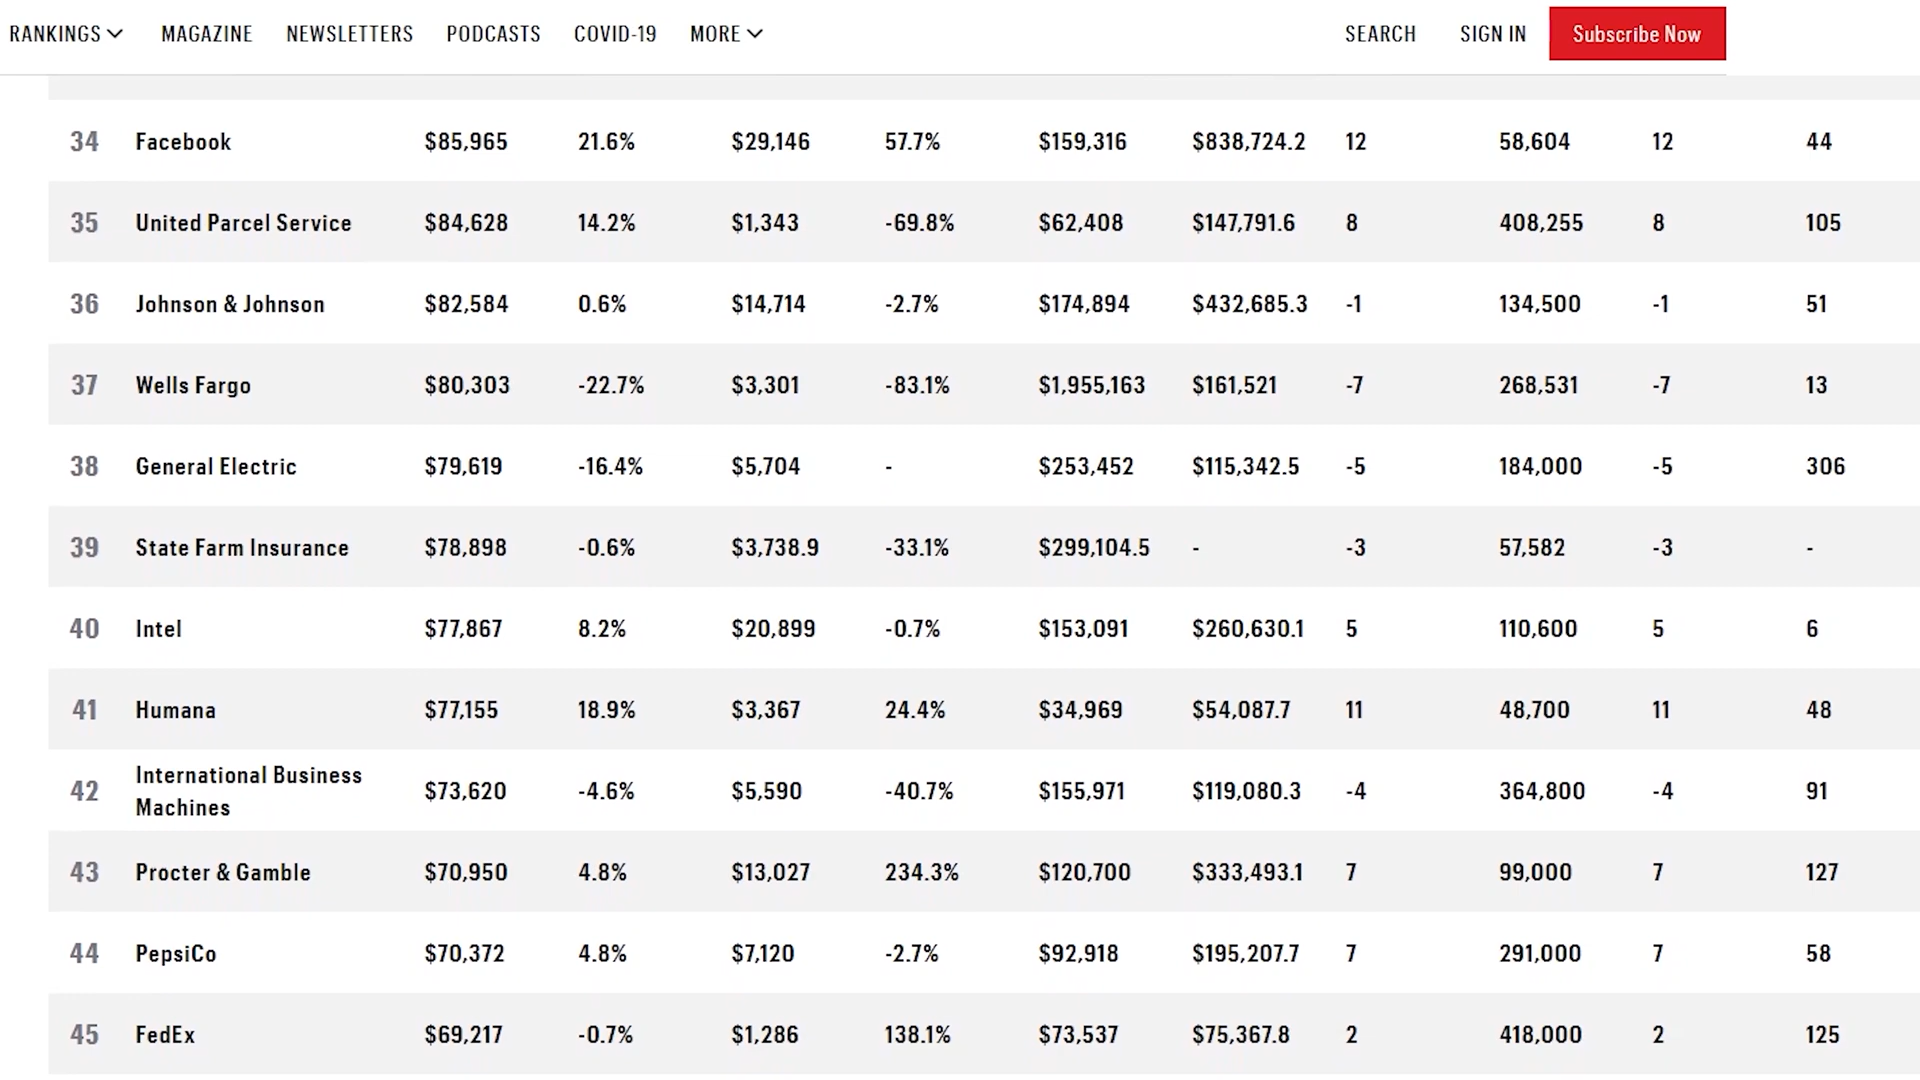 RANKINGS MAGAZINE NEWSLETTERS PODCASTS COVID-19 MORE SEARCH SIGN IN Subscribe Now
34 Facebook $85,965 21.6% $29,146 57.7% $159,316 $838,724.2 12 58,604 12 44
35 United Parcel Service $84,628 14.2% $1,343 -69.8% $62,408 $147,791.6 8 408,255 8 105
36 Johnson & Johnson $82,584 0.6% $14,714 -2.7% $174,894 $432,685.3 -1 134,500 -1 51
37 Wells Fargo $80,303 -22.7% $3,301 -83.1% $1,955,163 $161,521 -7 268,531 -7 13
38 General Electric $79,619 -16.4% $5,704 - $253,452 $115,342.5 -5 184,000 -5 306
39 State Farm Insurance $78,898 -0.6% $3,738.9 -33.1% $299,104.5 - -3 57,582 -3 -
40 Intel $77,867 8.2% $20,899 -0.7% $153,091 $260,630.1 5 110,600 5 6
41 Humana $77,155 18.9% $3,367 24.4% $34,969 $54,087.7 11 48,700 11 48
International Business
42 Machines $73,620 -4.6% $5,590 -40.7% $155,971 $119,080.3 -4 364,800 -4 91
43 Procter & Gamble $70,950 4.8% $13,027 234.3% $120,700 $333,493.1 7 99,000 7 127
44 PepsiCo $70,372 4.8% $7,120 -2.7% $92,918 $195,207.7 7 291,000 7 58
45 FedEx $69,217 -0.7% $1,286 138.1% $73,537 $75,367.8 2 418,000 2 125